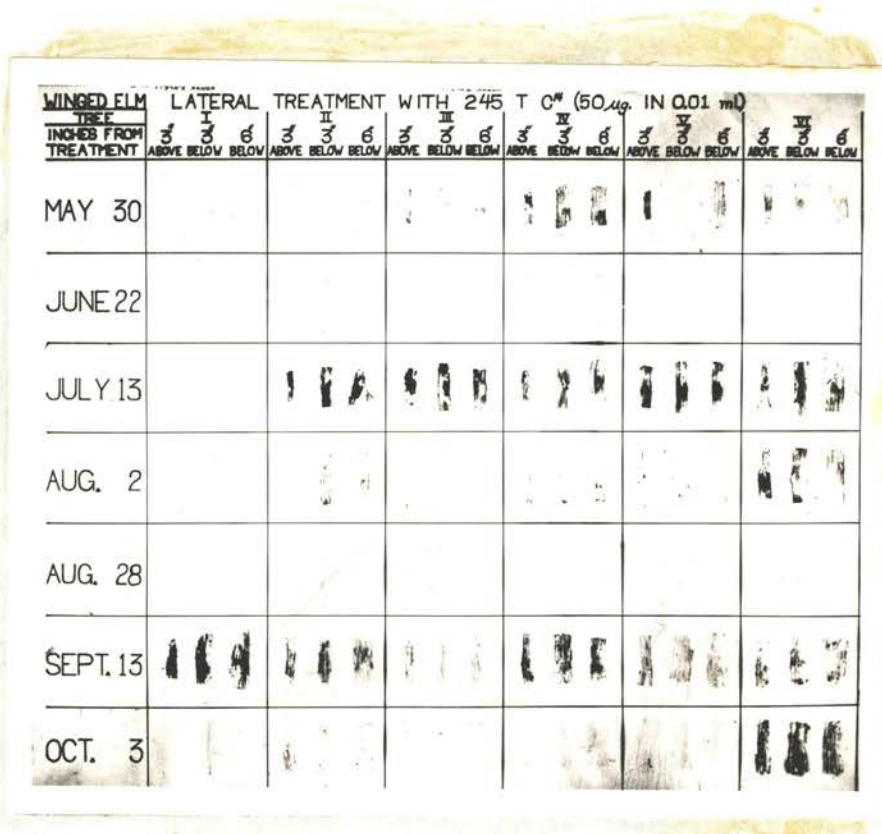 WINGED ELM LATERAL TREATMENT WITH 245 T C¹⁴ (50 µg. IN 0.01 ml)
TREE I II III IV V VI
INCHES FROM 3" 3" 6" 3" 3" 6" 3" 3" 6" 3" 3" 6" 3" 3" 6" 3" 3" 6"
TREATMENT ABOVE BELOW BELOW ABOVE BELOW BELOW ABOVE BELOW BELOW ABOVE BELOW BELOW ABOVE BELOW BELOW ABOVE BELOW BELOW
MAY 30
JUNE 22
JULY 13
AUG. 2
AUG. 28
SEPT. 13
OCT. 3